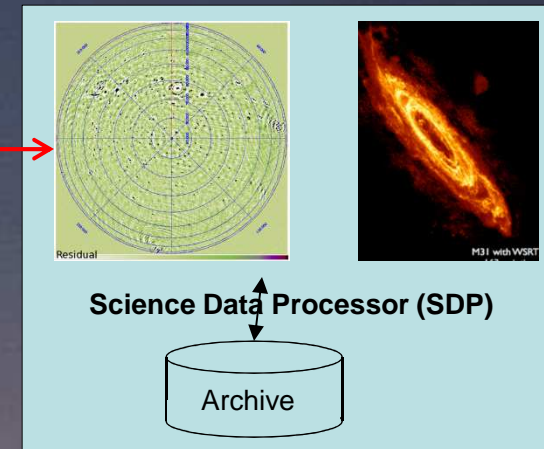 Residual
M31 with WSRT
Science Data Processor (SDP)
Archive